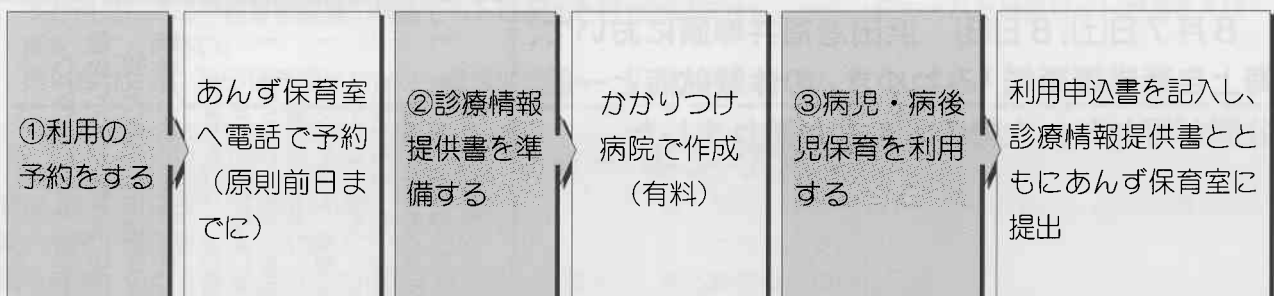 ①利用の
予約をする
あんず保育室
へ電話で予約
（原則前日ま
でに）
②診療情報
提供書を準
備する
かかりつけ
病院で作成
（有料）
③病児・病後
児保育を利用
する
利用申込書を記入し、
診療情報提供書とと
もにあんず保育室に
提出